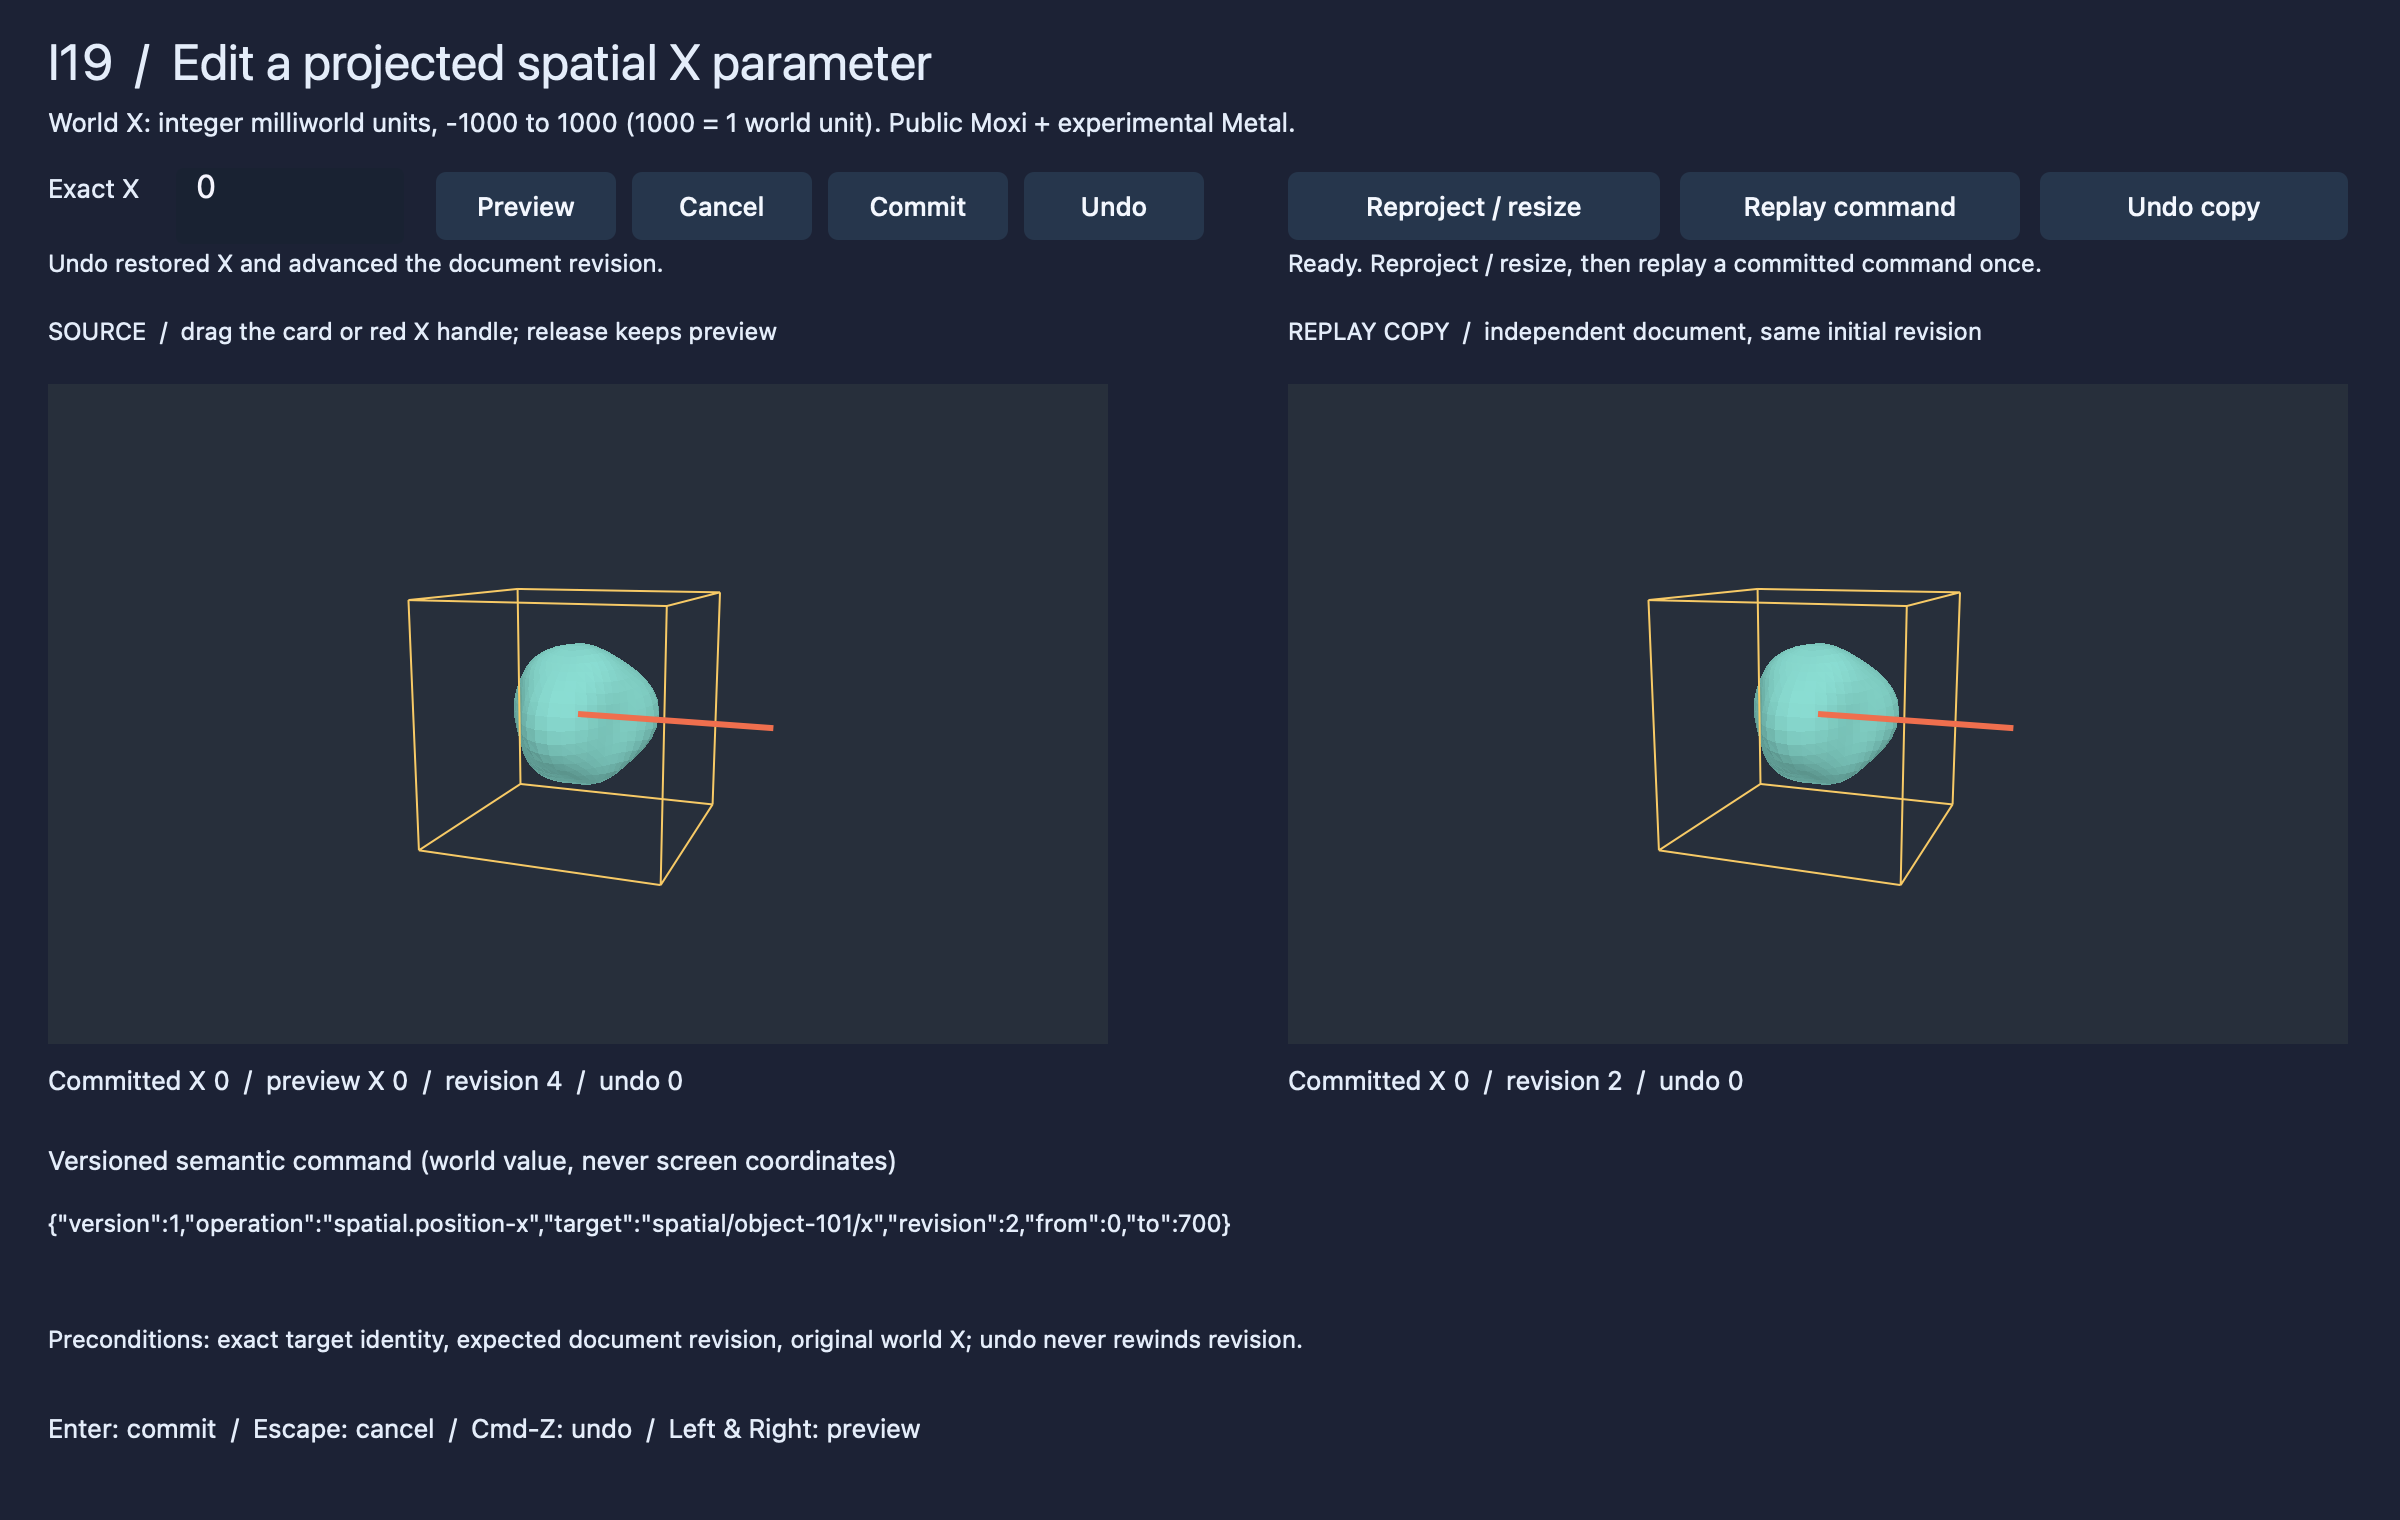 I19 / Edit a projected spatial X parameter
World X: integer milliworld units, -1000 to 1000 (1000 = 1 world unit). Public Moxi + experimental Metal.
Exact X 0 Preview Cancel Commit Undo Reproject / resize Replay command Undo copy
Undo restored X and advanced the document revision.
Ready. Reproject / resize, then replay a committed command once.
SOURCE / drag the card or red X handle; release keeps preview
REPLAY COPY / independent document, same initial revision
Committed X 0 / preview X 0 / revision 4 / undo 0
Committed X 0 / revision 2 / undo 0
Versioned semantic command (world value, never screen coordinates)
{"version":1,"operation":"spatial.position-x","target":"spatial/object-101/x","revision":2,"from":0,"to":700}
Preconditions: exact target identity, expected document revision, original world X; undo never rewinds revision.
Enter: commit / Escape: cancel / Cmd-Z: undo / Left & Right: preview